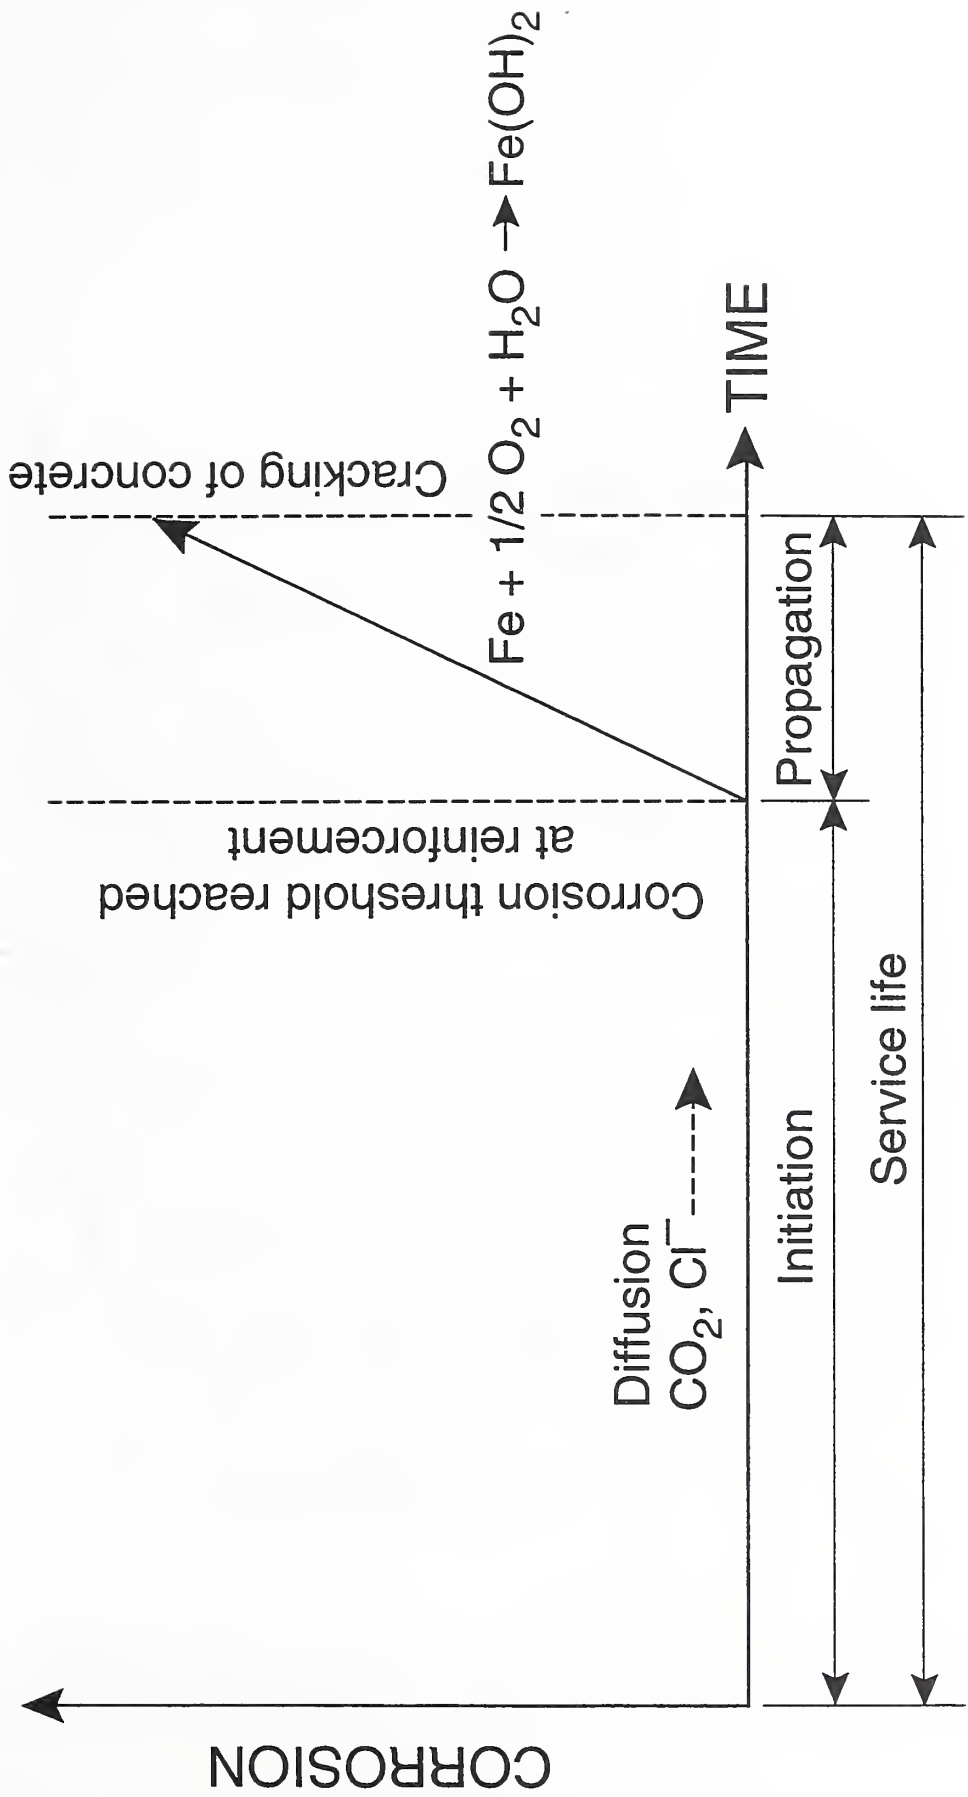 CORROSION
Diffusion
CO₂, Cl⁻
Corrosion threshold reached
at reinforcement
Cracking of concrete
Fe + 1/2 O₂ + H₂O → Fe(OH)₂
TIME
Initiation
Propagation
Service life